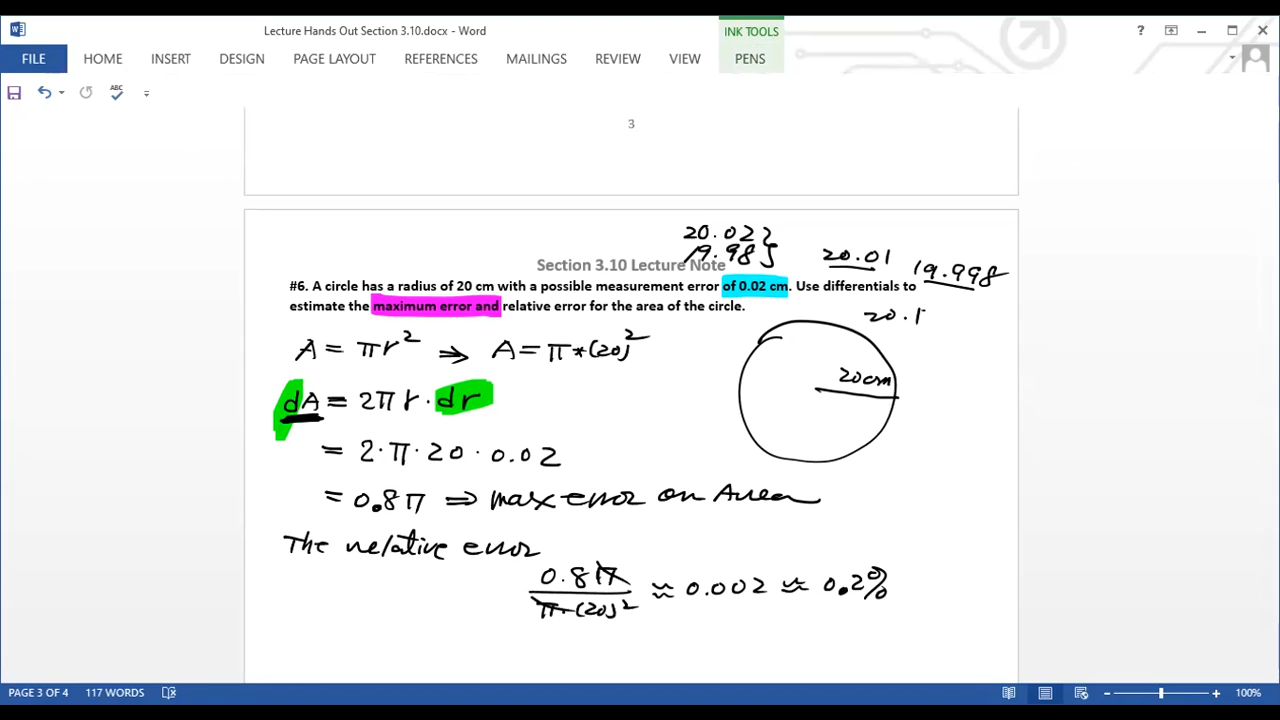 Lecture Hands Out Section 3.10.docx - Word
INK TOOLS
?
FILE HOME INSERT DESIGN PAGE LAYOUT REFERENCES MAILINGS REVIEW VIEW PENS
ABC
3
20.02}
19.98}
20.01
19.998
Section 3.10 Lecture Note
#6. A circle has a radius of 20 cm with a possible measurement error of 0.02 cm. Use differentials to
estimate the maximum error and relative error for the area of the circle.
20.1
A = πr² ⇒ A = π*(20)²
20cm
dA = 2πr · dr
= 2·π·20·0.02
= 0.8π ⇒ max error on Area
The relative error
0.8π
π·(20)² ≈ 0.002 ≈ 0.2%
PAGE 3 OF 4 117 WORDS 100%